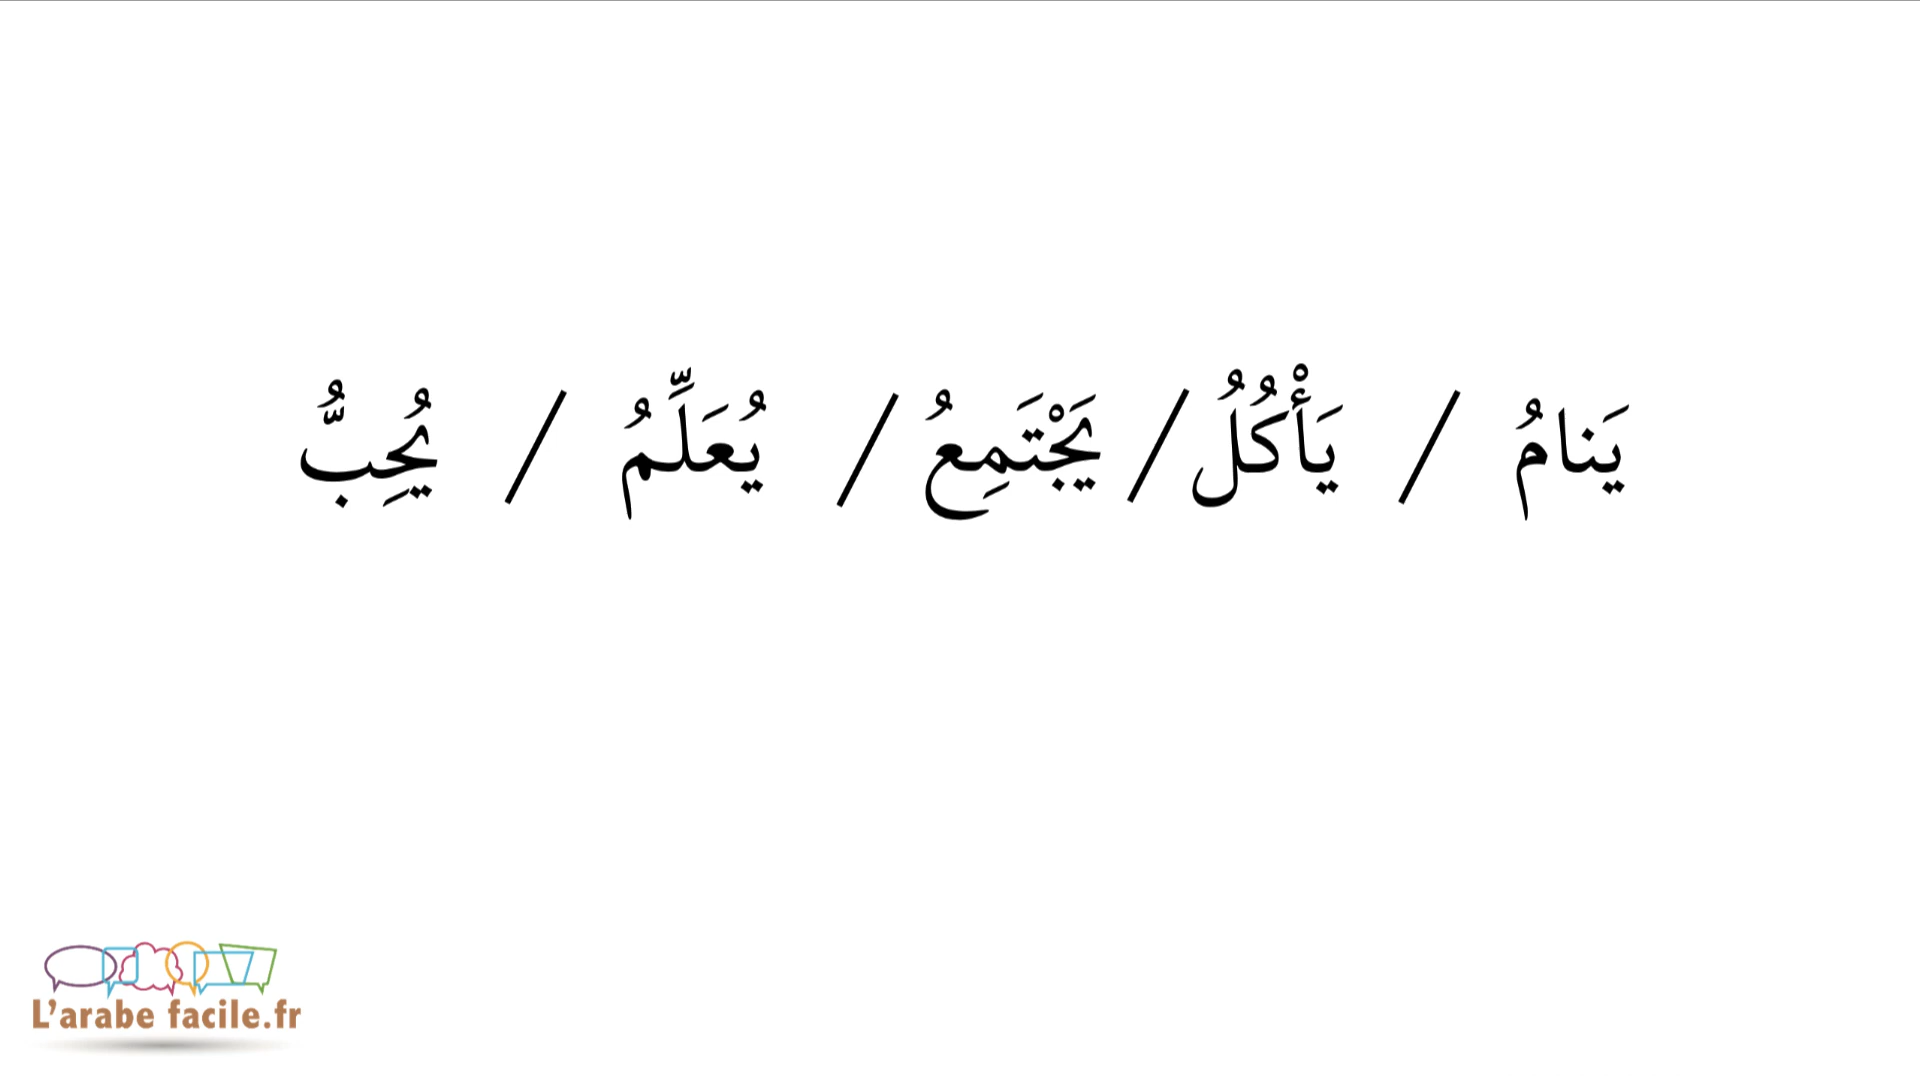 يَنامُ / يَأْكُلُ / يَجْتَمِعُ / يُعَلِّمُ / يُحِبُّ
L'arabe facile.fr